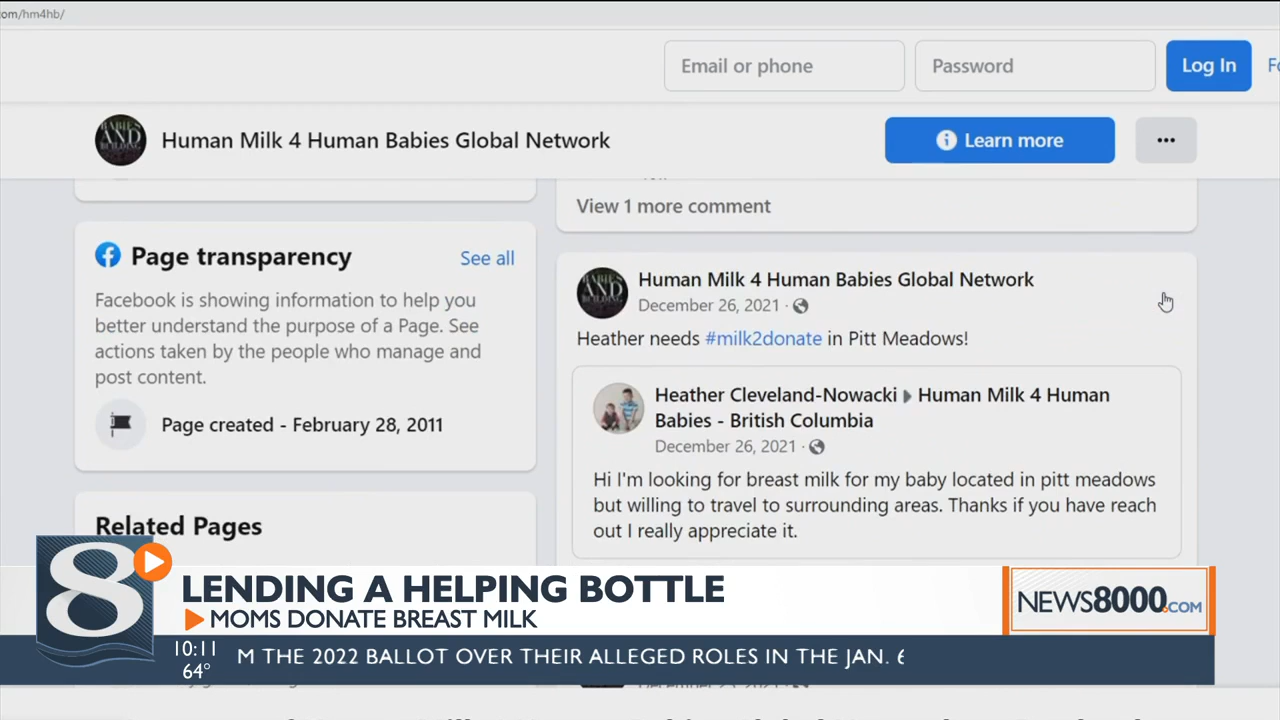 om/hm4hb/
Email or phone
Password
Log In
Human Milk 4 Human Babies Global Network
Learn more
View 1 more comment
Page transparency
See all
Facebook is showing information to help you
better understand the purpose of a Page. See
actions taken by the people who manage and
post content.
Page created - February 28, 2011
Related Pages
Human Milk 4 Human Babies Global Network
December 26, 2021 ·
Heather needs #milk2donate in Pitt Meadows!
Heather Cleveland-Nowacki Human Milk 4 Human
Babies - British Columbia
December 26, 2021 ·
Hi I'm looking for breast milk for my baby located in pitt meadows
but willing to travel to surrounding areas. Thanks if you have reach
out I really appreciate it.
8
LENDING A HELPING BOTTLE
MOMS DONATE BREAST MILK
NEWS8000.COM
10:11
64°
M THE 2022 BALLOT OVER THEIR ALLEGED ROLES IN THE JAN. 6